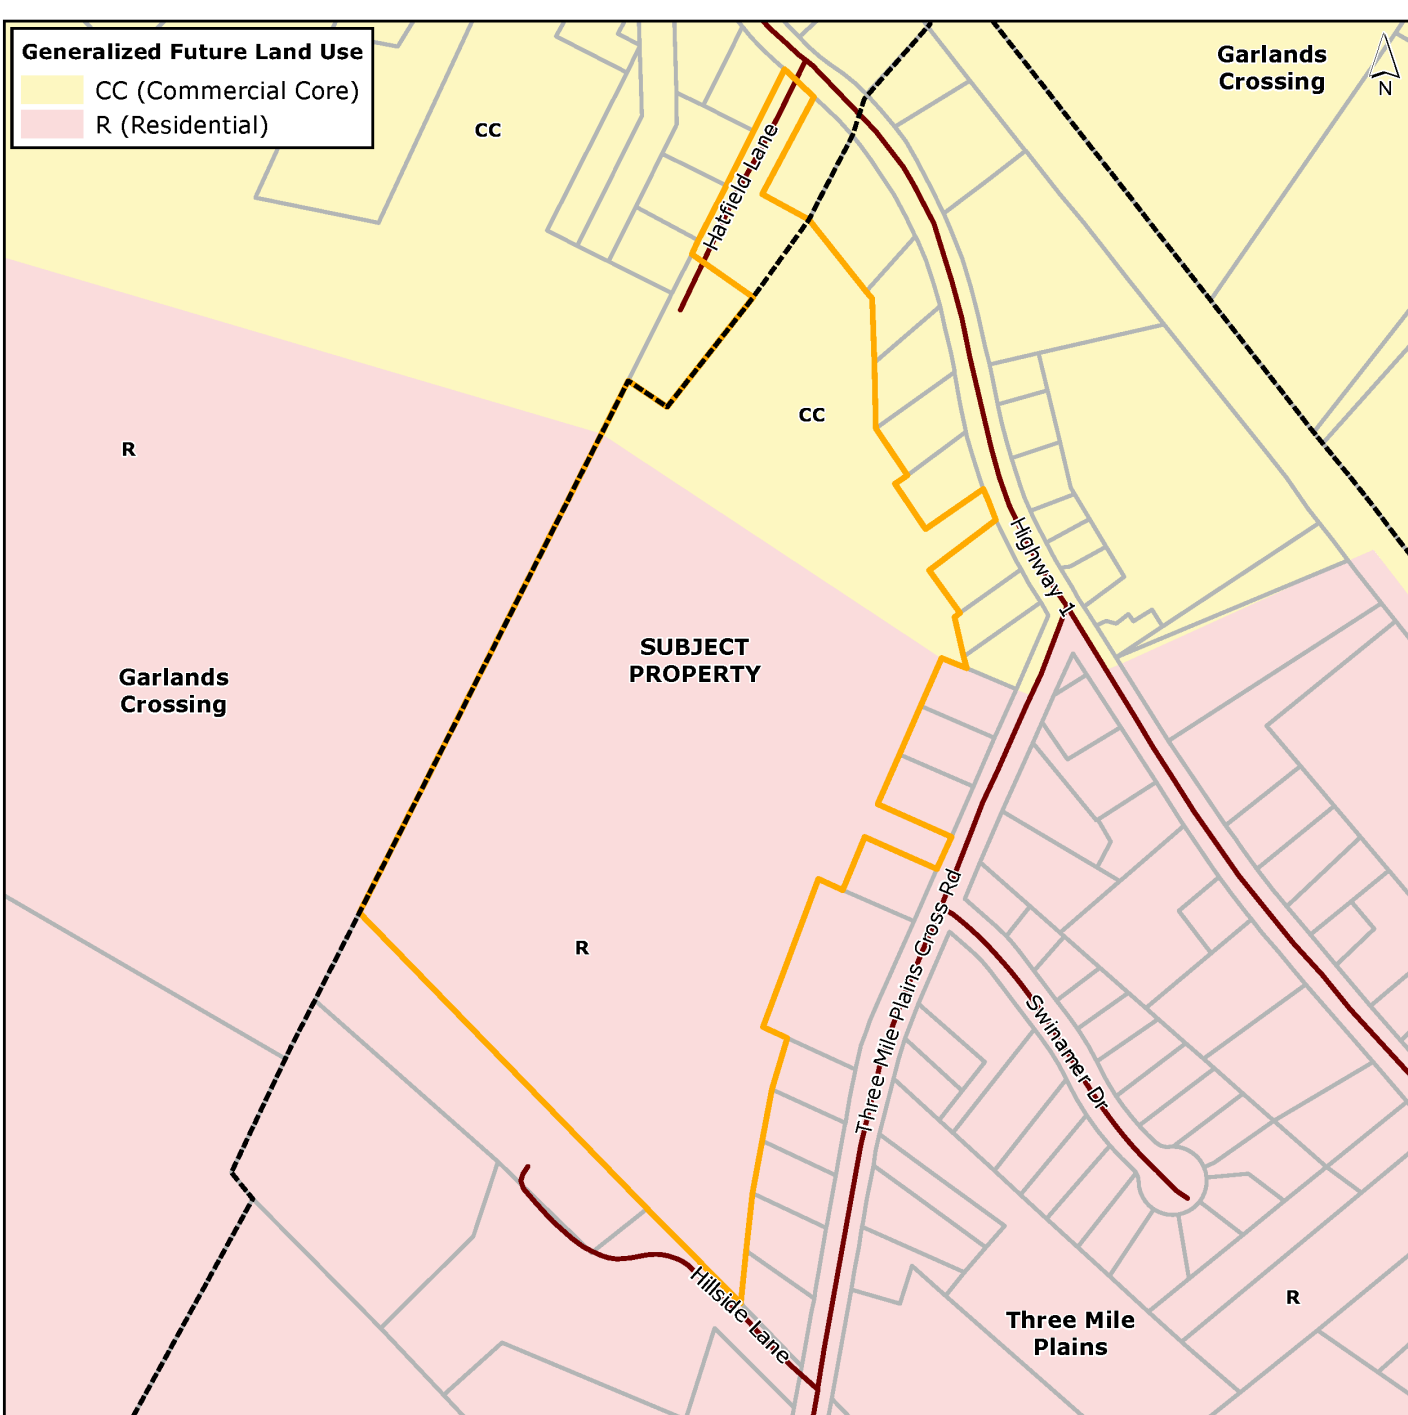 Generalized Future Land Use
CC (Commercial Core)
R (Residential)
Garlands
Crossing
N
CC
Hatfield Lane
CC
R
Highway 1
SUBJECT
PROPERTY
Garlands
Crossing
R
Three Mile Plains Cross Rd
Swinamer Dr
Hillside Lane
R
Three Mile
Plains